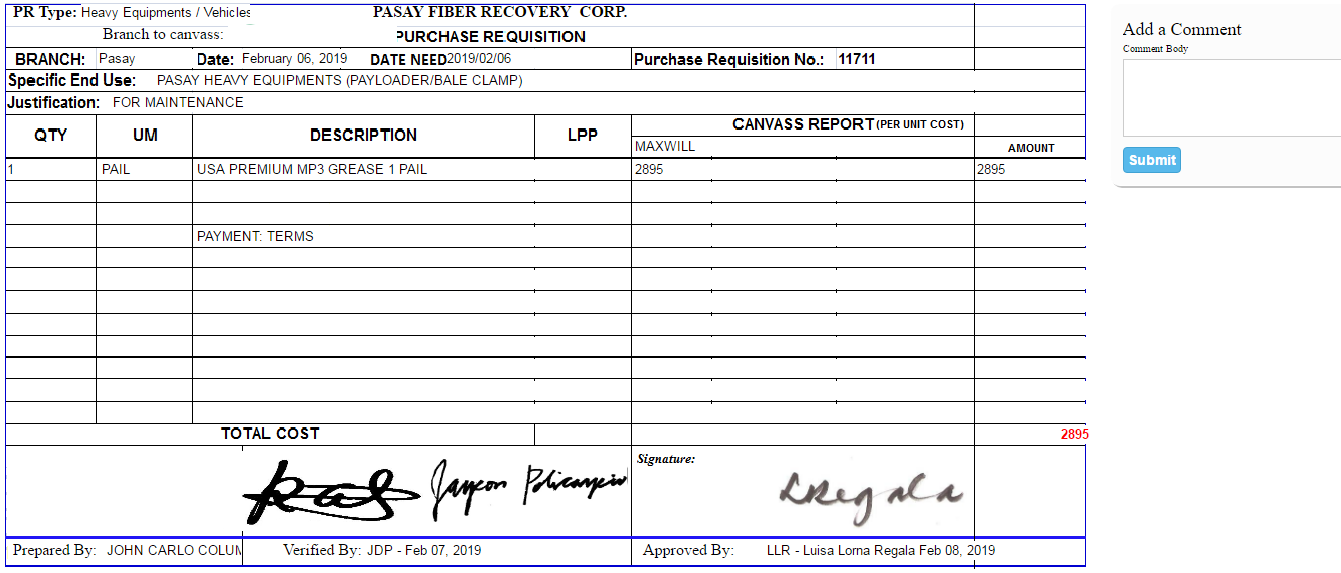 PR Type: Heavy Equipments / Vehicles PASAY FIBER RECOVERY CORP.
Branch to canvass: PURCHASE REQUISITION
BRANCH: Pasay Date: February 06, 2019 DATE NEED2019/02/06 Purchase Requisition No.: 11711
Specific End Use: PASAY HEAVY EQUIPMENTS (PAYLOADER/BALE CLAMP)
Justification: FOR MAINTENANCE
QTY UM DESCRIPTION LPP CANVASS REPORT (PER UNIT COST)
MAXWILL AMOUNT
1 PAIL USA PREMIUM MP3 GREASE 1 PAIL 2895 2895
PAYMENT: TERMS
TOTAL COST 2895
Signature:
Jayson Policarpio LRegala
Prepared By: JOHN CARLO COLUM Verified By: JDP - Feb 07, 2019 Approved By: LLR - Luisa Lorna Regala Feb 08, 2019
Add a Comment
Comment Body
Submit